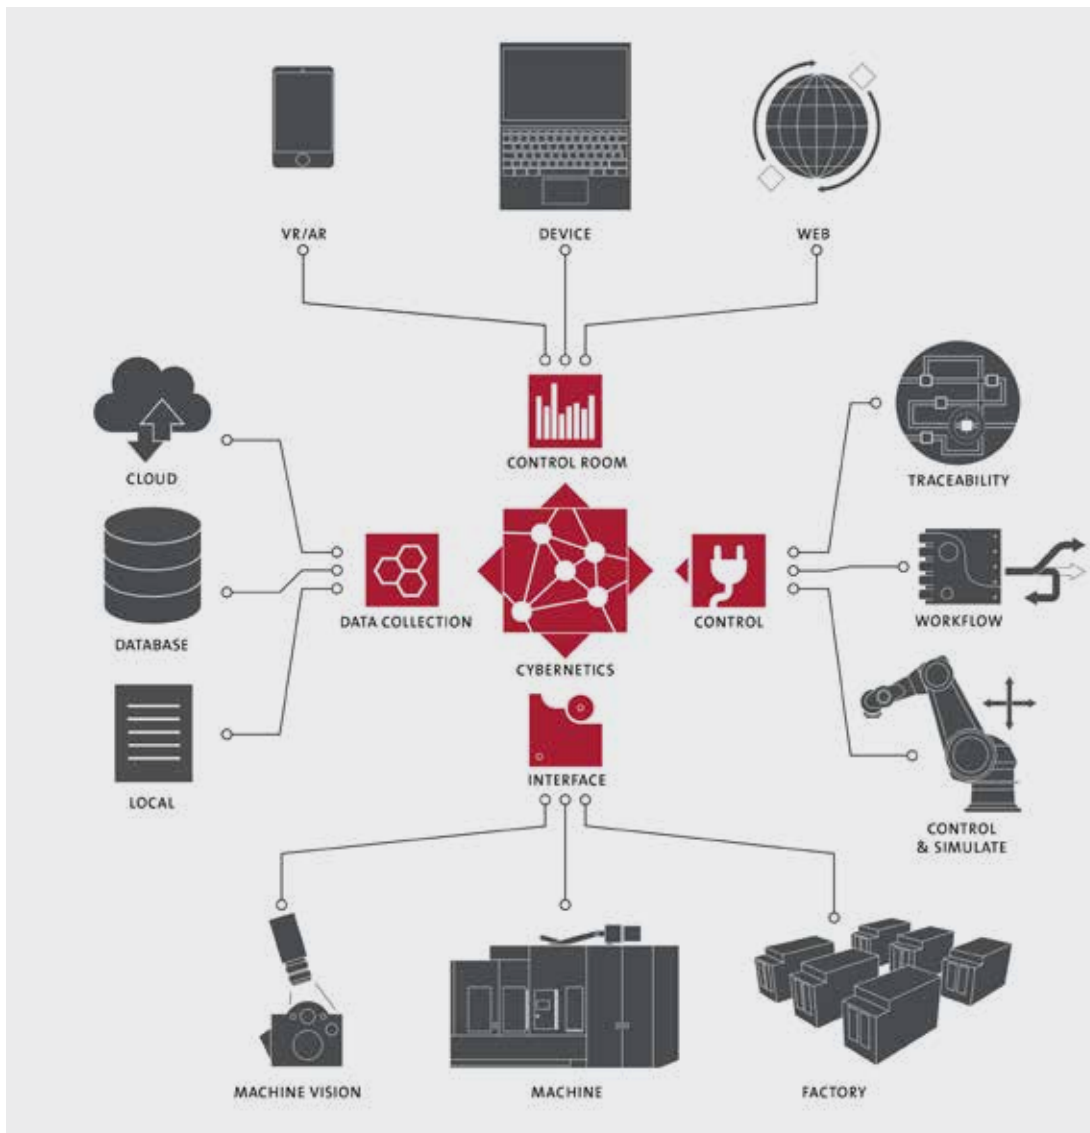 VR/AR
DEVICE
WEB
CONTROL ROOM
CLOUD
TRACEABILITY
DATA COLLECTION
CONTROL
DATABASE
WORKFLOW
CYBERNETICS
INTERFACE
LOCAL
CONTROL
& SIMULATE
MACHINE VISION
MACHINE
FACTORY